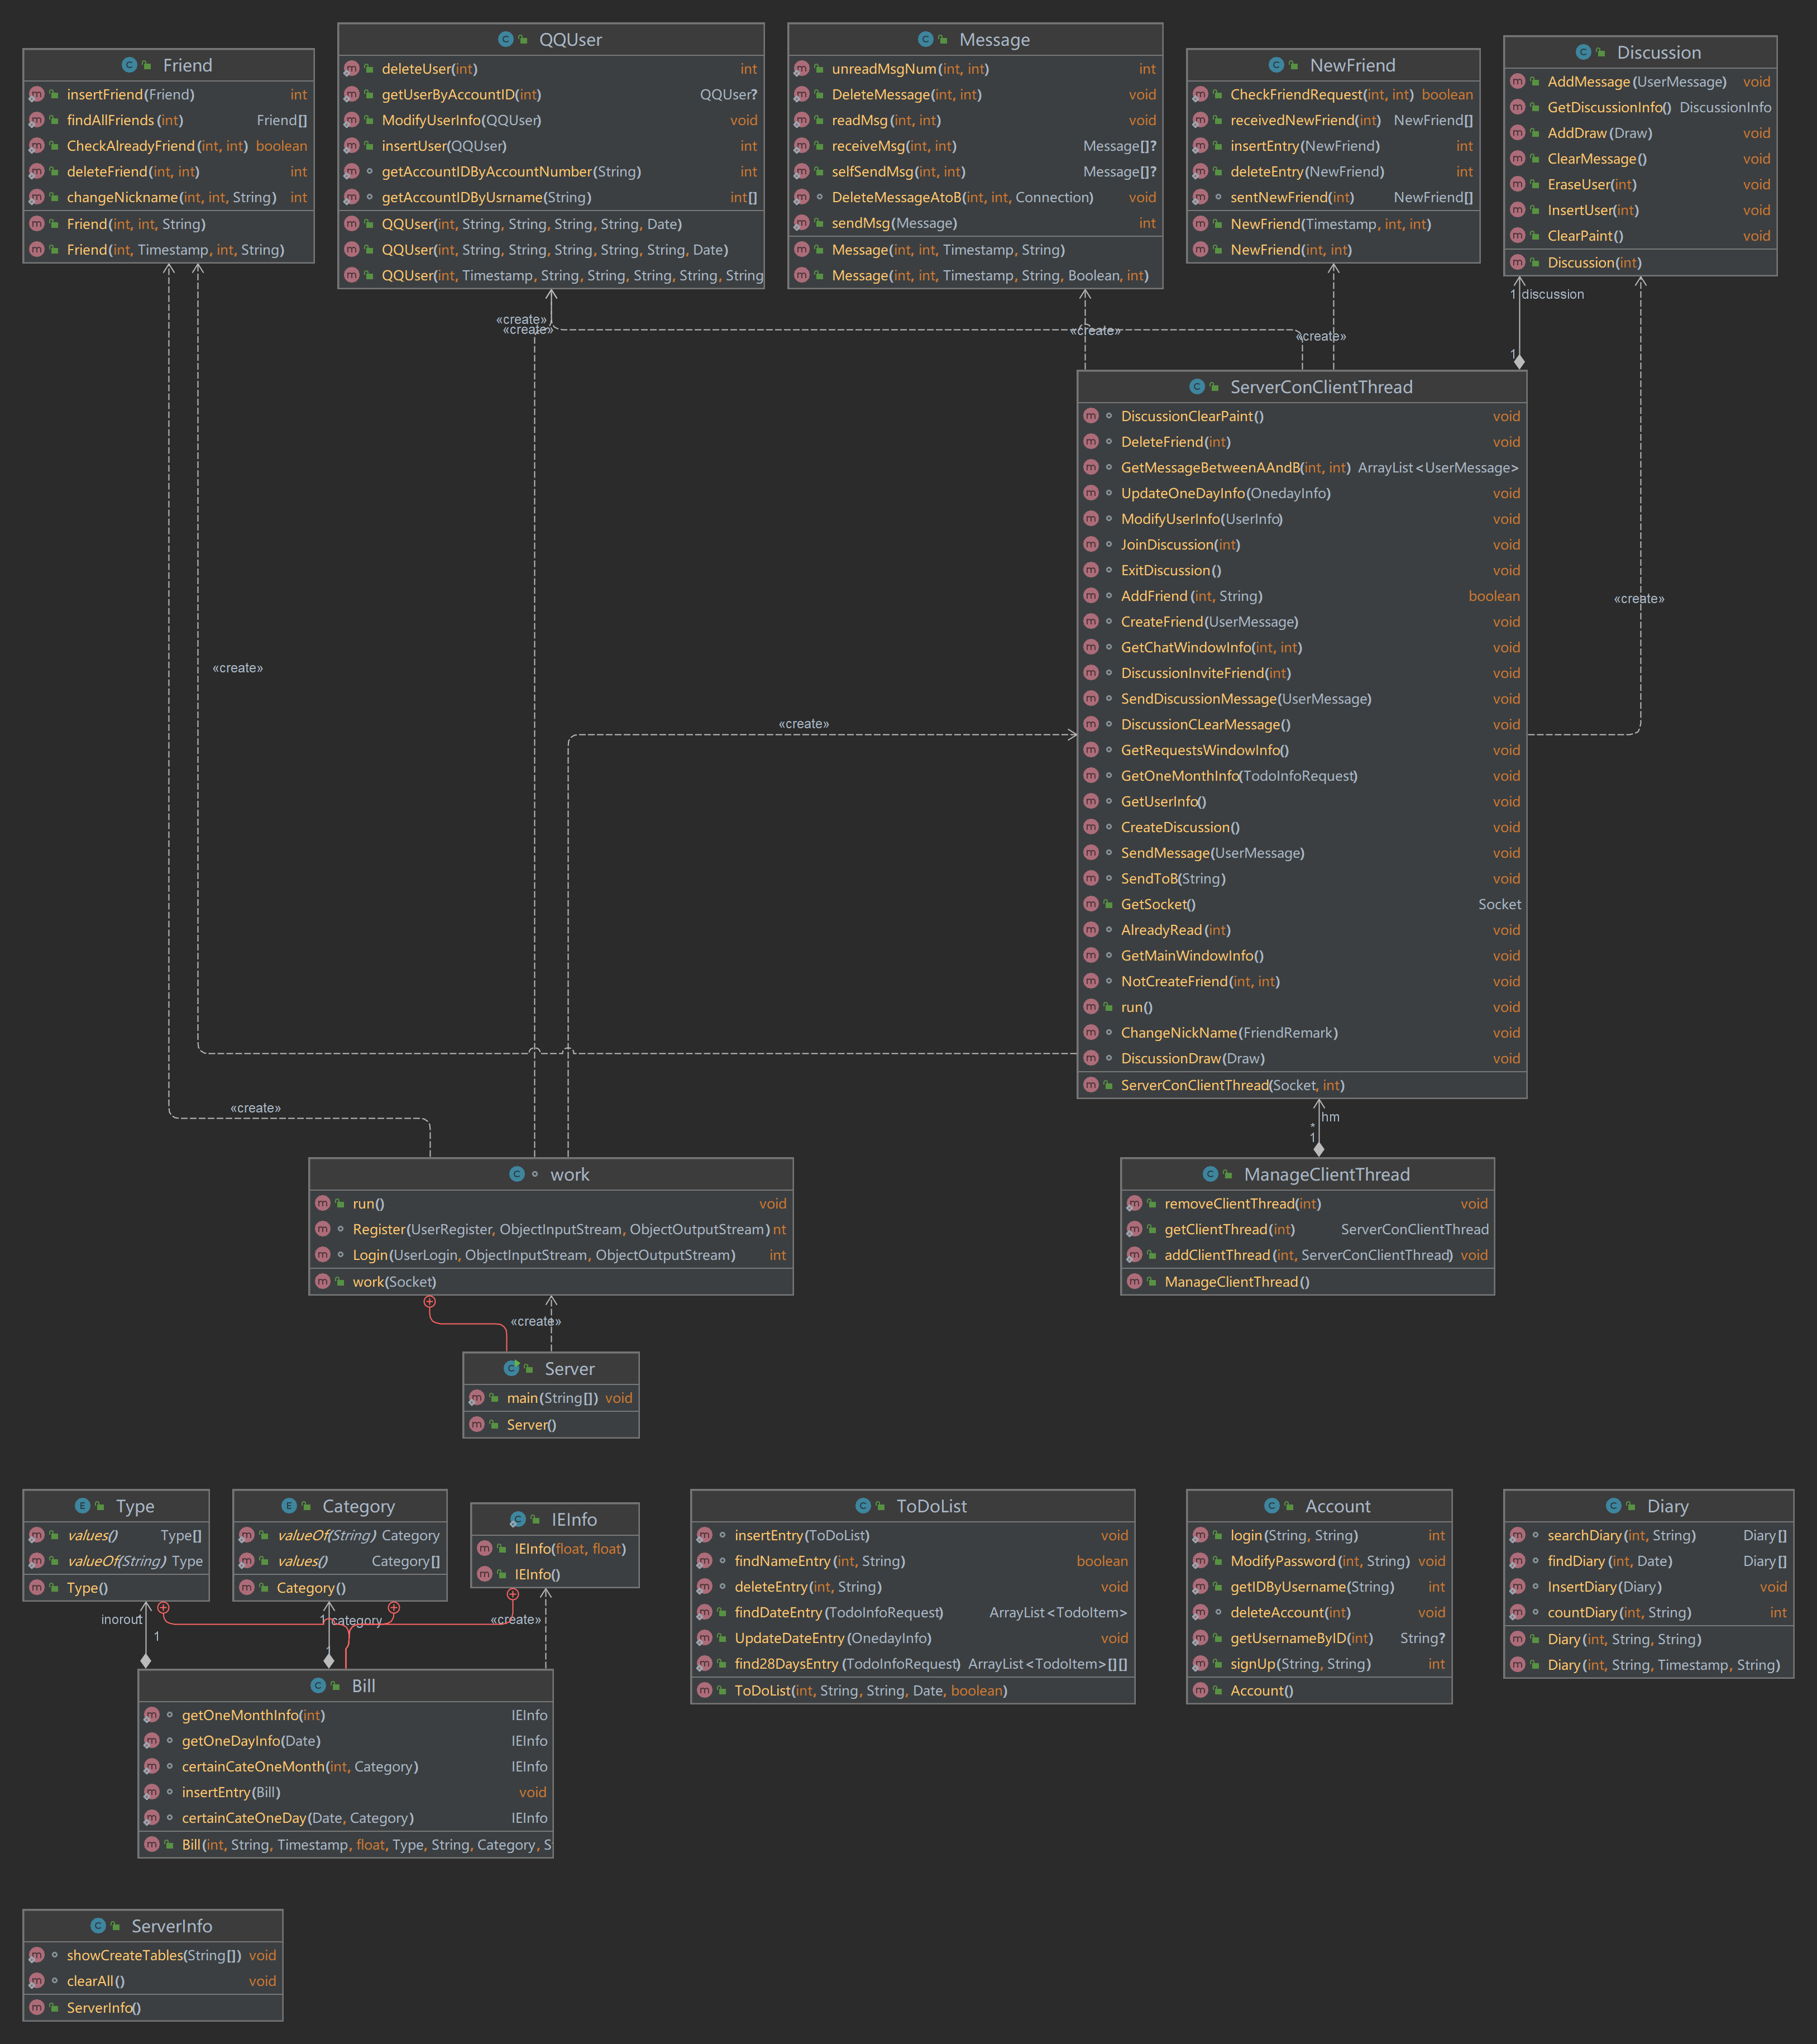 Friend
insertFriend(Friend) int
findAllFriends(int) Friend[]
CheckAlreadyFriend(int, int) boolean
deleteFriend(int, int) int
changeNickname(int, int, String) int
Friend(int, int, String)
Friend(int, Timestamp, int, String)
QQUser
deleteUser(int) int
getUserByAccountID(int) QQUser?
ModifyUserInfo(QQUser) void
insertUser(QQUser) int
getAccountIDByAccountNumber(String) int
getAccountIDByUsrname(String) int[]
QQUser(int, String, String, String, String, Date)
QQUser(int, String, String, String, String, String, Date)
QQUser(int, Timestamp, String, String, String, String, String
Message
unreadMsgNum(int, int) int
DeleteMessage(int, int) void
readMsg(int, int) void
receiveMsg(int, int) Message[]?
selfSendMsg(int, int) Message[]?
DeleteMessageAtoB(int, int, Connection) void
sendMsg(Message) int
Message(int, int, Timestamp, String)
Message(int, int, Timestamp, String, Boolean, int)
NewFriend
CheckFriendRequest(int, int) boolean
receivedNewFriend(int) NewFriend[]
insertEntry(NewFriend) int
deleteEntry(NewFriend) int
sentNewFriend(int) NewFriend[]
NewFriend(Timestamp, int, int)
NewFriend(int, int)
Discussion
AddMessage(UserMessage) void
GetDiscussionInfo() DiscussionInfo
AddDraw(Draw) void
ClearMessage() void
EraseUser(int) void
InsertUser(int) void
ClearPaint() void
Discussion(int)
1 discussion
«create»
«create»
«create»
«create»
1
ServerConClientThread
DiscussionClearPaint() void
DeleteFriend(int) void
GetMessageBetweenAAndB(int, int) ArrayList<UserMessage>
UpdateOneDayInfo(OnedayInfo) void
ModifyUserInfo(UserInfo) void
JoinDiscussion(int) void
ExitDiscussion() void
AddFriend(int, String) boolean
CreateFriend(UserMessage) void
GetChatWindowInfo(int, int) void
DiscussionInviteFriend(int) void
SendDiscussionMessage(UserMessage) void
DiscussionCLearMessage() void
GetRequestsWindowInfo() void
GetOneMonthInfo(TodoInfoRequest) void
GetUserInfo() void
CreateDiscussion() void
SendMessage(UserMessage) void
SendToB(String) void
GetSocket() Socket
AlreadyRead(int) void
GetMainWindowInfo() void
NotCreateFriend(int, int) void
run() void
ChangeNickName(FriendRemark) void
DiscussionDraw(Draw) void
ServerConClientThread(Socket, int)
«create»
«create»
«create»
«create»
hm
*
1
work
run() void
Register(UserRegister, ObjectInputStream, ObjectOutputStream) nt
Login(UserLogin, ObjectInputStream, ObjectOutputStream) int
work(Socket)
ManageClientThread
removeClientThread(int) void
getClientThread(int) ServerConClientThread
addClientThread(int, ServerConClientThread) void
ManageClientThread()
«create»
Server
main(String[]) void
Server()
Type
values() Type[]
valueOf(String) Type
Type()
Category
valueOf(String) Category
values() Category[]
Category()
IEInfo
IEInfo(float, float)
IEInfo()
ToDoList
insertEntry(ToDoList) void
findNameEntry(int, String) boolean
deleteEntry(int, String) void
findDateEntry(TodoInfoRequest) ArrayList<TodoItem>
UpdateDateEntry(OnedayInfo) void
find28DaysEntry(TodoInfoRequest) ArrayList<TodoItem>[][]
ToDoList(int, String, String, Date, boolean)
Account
login(String, String) int
ModifyPassword(int, String) void
getIDByUsername(String) int
deleteAccount(int) void
getUsernameByID(int) String?
signUp(String, String) int
Account()
Diary
searchDiary(int, String) Diary[]
findDiary(int, Date) Diary[]
InsertDiary(Diary) void
countDiary(int, String) int
Diary(int, String, String)
Diary(int, String, Timestamp, String)
inorout
1
1 category
1
«create»
Bill
getOneMonthInfo(int) IEInfo
getOneDayInfo(Date) IEInfo
certainCateOneMonth(int, Category) IEInfo
insertEntry(Bill) void
certainCateOneDay(Date, Category) IEInfo
Bill(int, String, Timestamp, float, Type, String, Category, S
ServerInfo
showCreateTables(String[]) void
clearAll() void
ServerInfo()